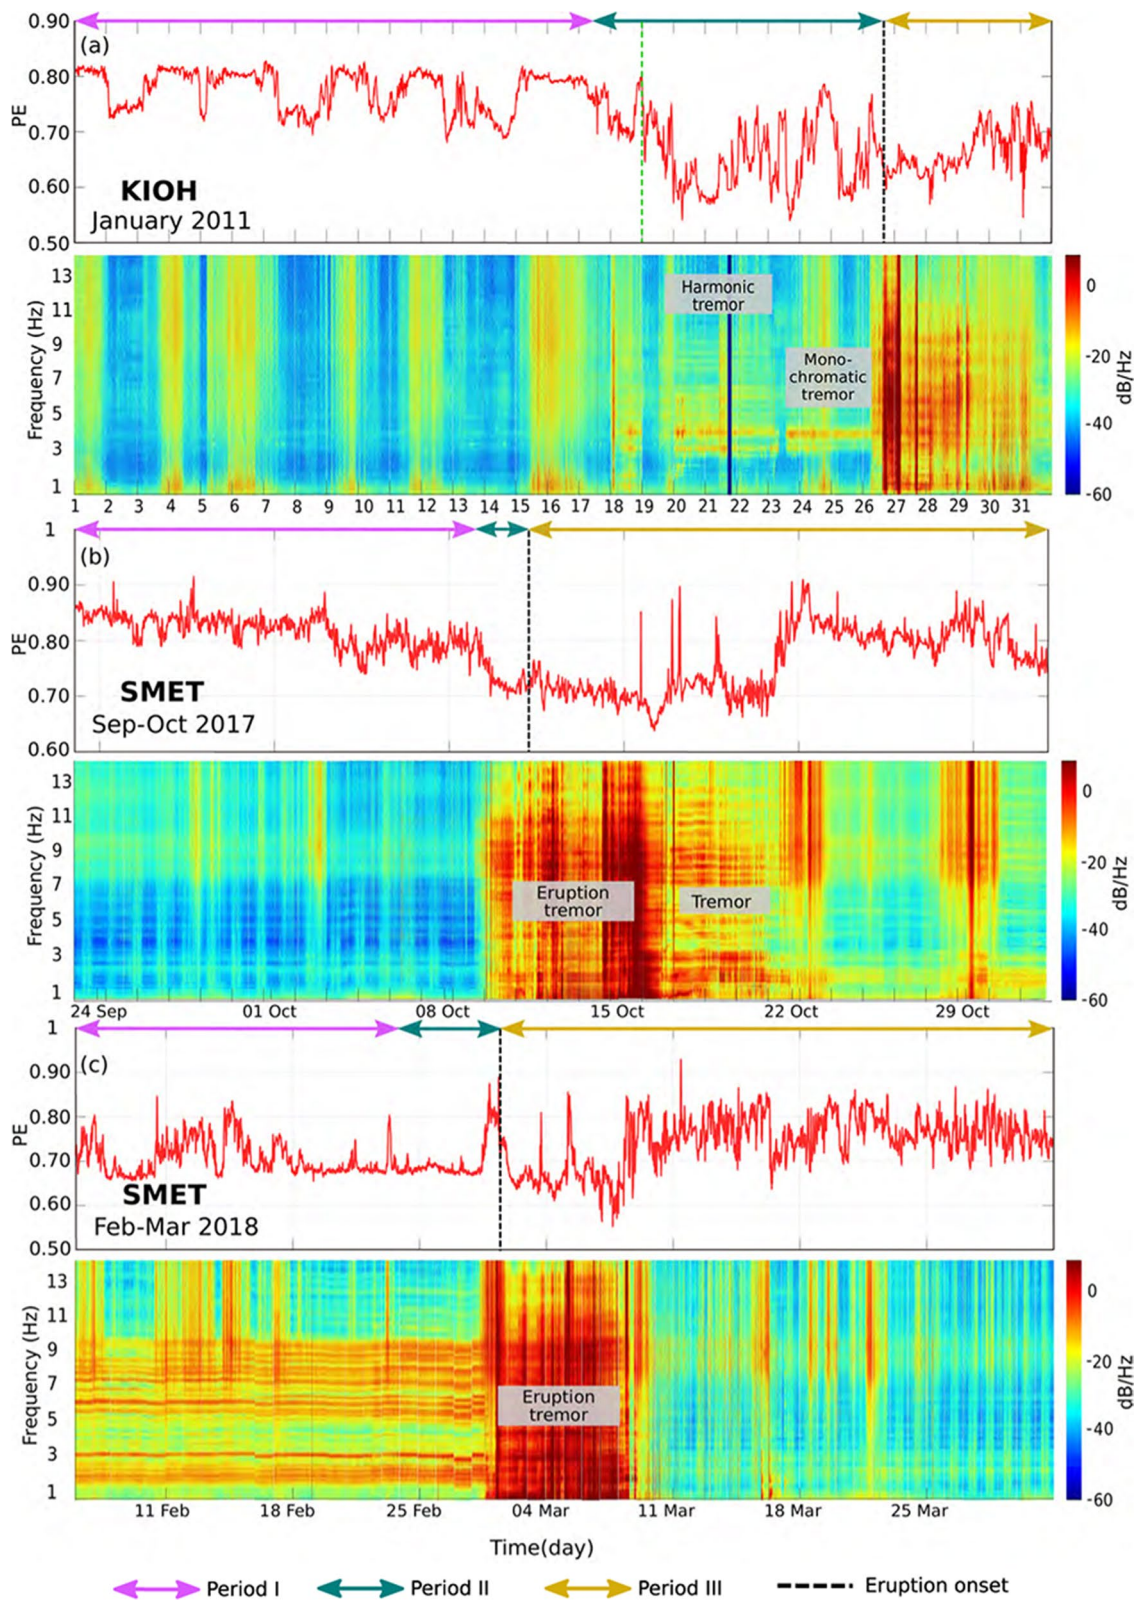 0.90
(a)
0.80
PE
0.70
0.60
KIOH
January 2011
0.50
13
11
9
7
5
3
1
Frequency (Hz)
Harmonic
tremor
Mono-
chromatic
tremor
0
-20
-40
-60
dB/Hz
1 2 3 4 5 6 7 8 9 10 11 12 13 14 15 16 17 18 19 20 21 22 23 24 25 26 27 28 29 30 31
1
(b)
0.90
PE
0.80
0.70
SMET
Sep-Oct 2017
0.60
13
11
9
7
5
3
1
Frequency (Hz)
Eruption
tremor
Tremor
0
-20
-40
-60
dB/Hz
24 Sep 01 Oct 08 Oct 15 Oct 22 Oct 29 Oct
1
(c)
0.90
0.80
PE
0.70
0.60
SMET
Feb-Mar 2018
0.50
13
11
9
7
5
3
1
Frequency (Hz)
Eruption
tremor
0
-20
-40
-60
dB/Hz
11 Feb 18 Feb 25 Feb 04 Mar 11 Mar 18 Mar 25 Mar
Time(day)
Period I Period II Period III Eruption onset